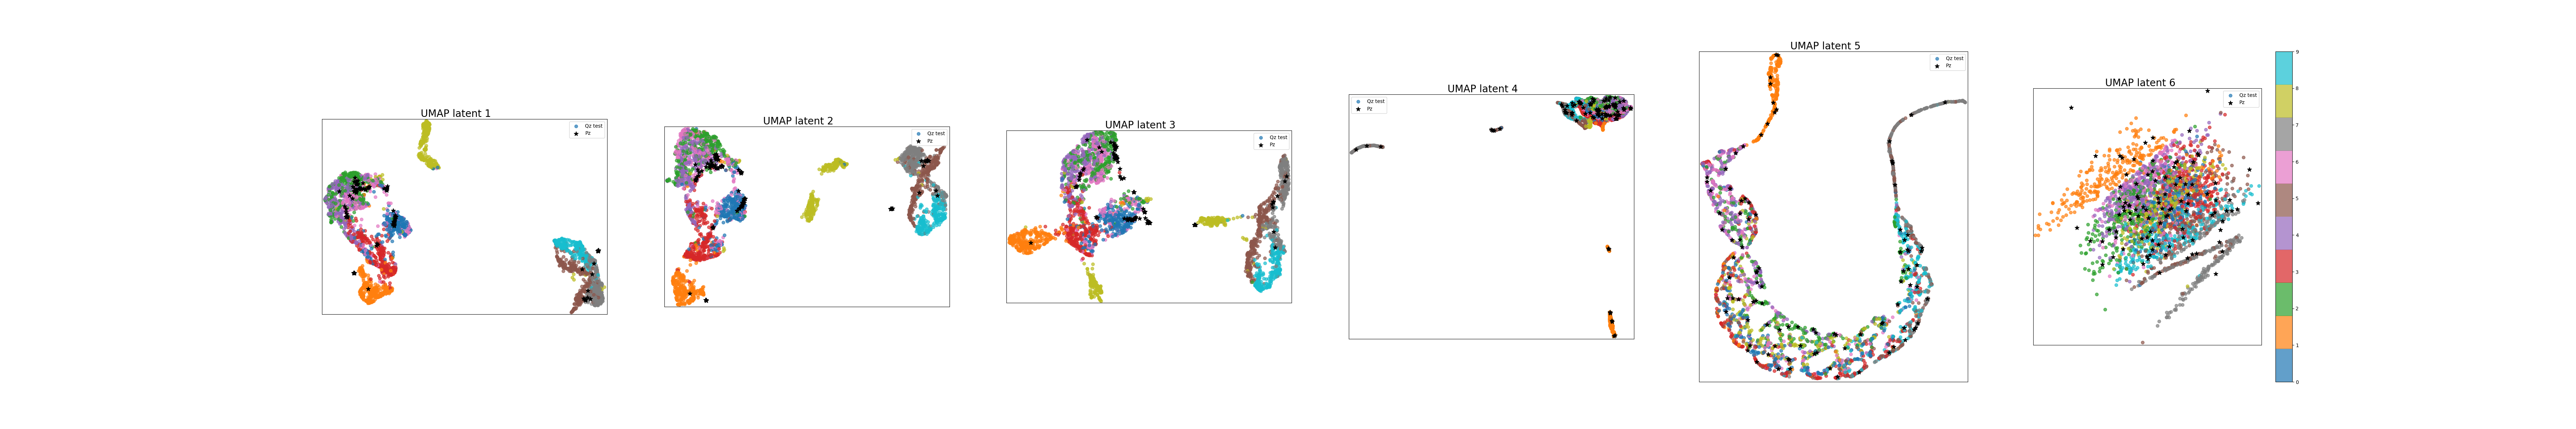 UMAP latent 1
Qz test
Pz
UMAP latent 2
Qz test
Pz
UMAP latent 3
Qz test
Pz
UMAP latent 4
Qz test
Pz
UMAP latent 5
Qz test
Pz
UMAP latent 6
Qz test
Pz
9
8
7
6
5
4
3
2
1
0